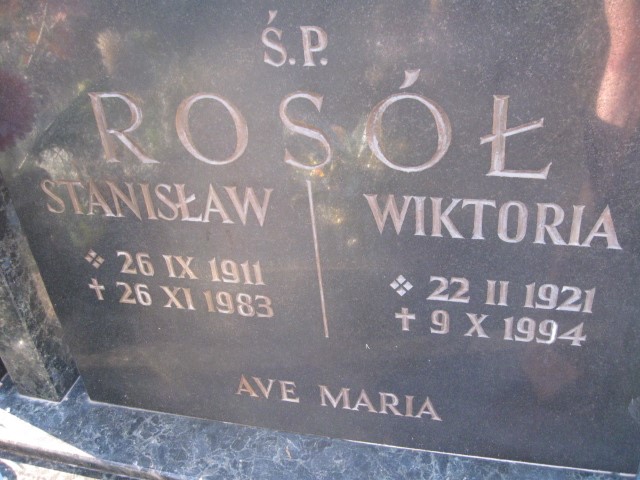 Ś.P.
ROSÓŁ
STANISŁAW
❖ 26 IX 1911
✝ 26 XI 1983
WIKTORIA
❖ 22 II 1921
✝ 9 X 1994
AVE MARIA